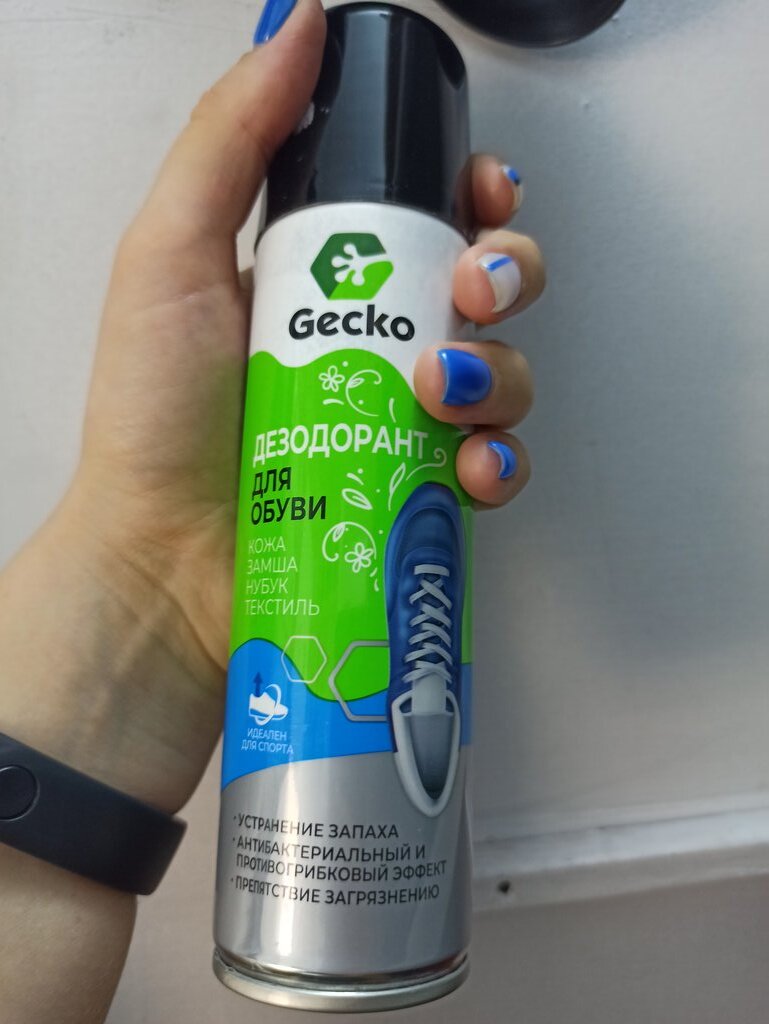 Gecko
ДЕЗОДОРАНТ
ДЛЯ
ОБУВИ
КОЖА
ЗАМША
НУБУК
ТЕКСТИЛЬ
ИДЕАЛЕН
ДЛЯ СПОРТА
• УСТРАНЕНИЕ ЗАПАХА
• АНТИБАКТЕРИАЛЬНЫЙ И
ПРОТИВОГРИБКОВЫЙ ЭФФЕКТ
• ПРЕПЯТСТВИЕ ЗАГРЯЗНЕНИЮ